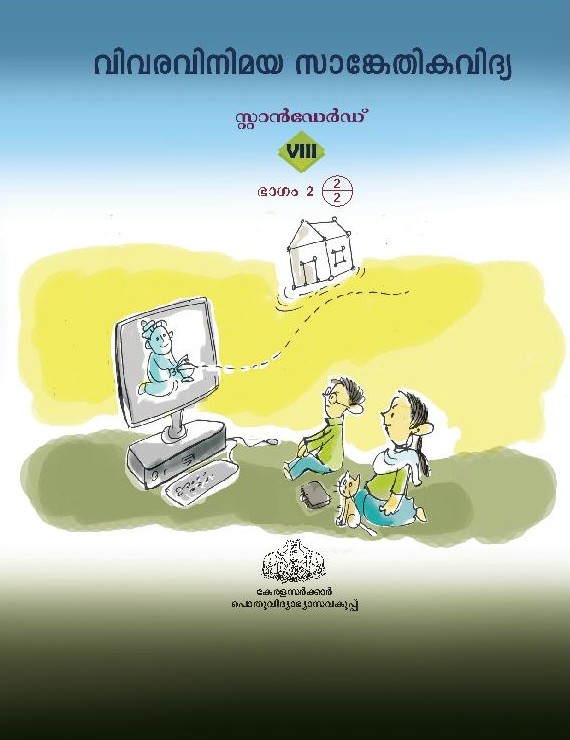 വിവരവിനിമയ സാങ്കേതികവിദ്യ
സ്റ്റാൻഡേർഡ്
VIII
ഭാഗം 2 2/2
കേരളസർക്കാർ
പൊതുവിദ്യാഭ്യാസവകുപ്പ്